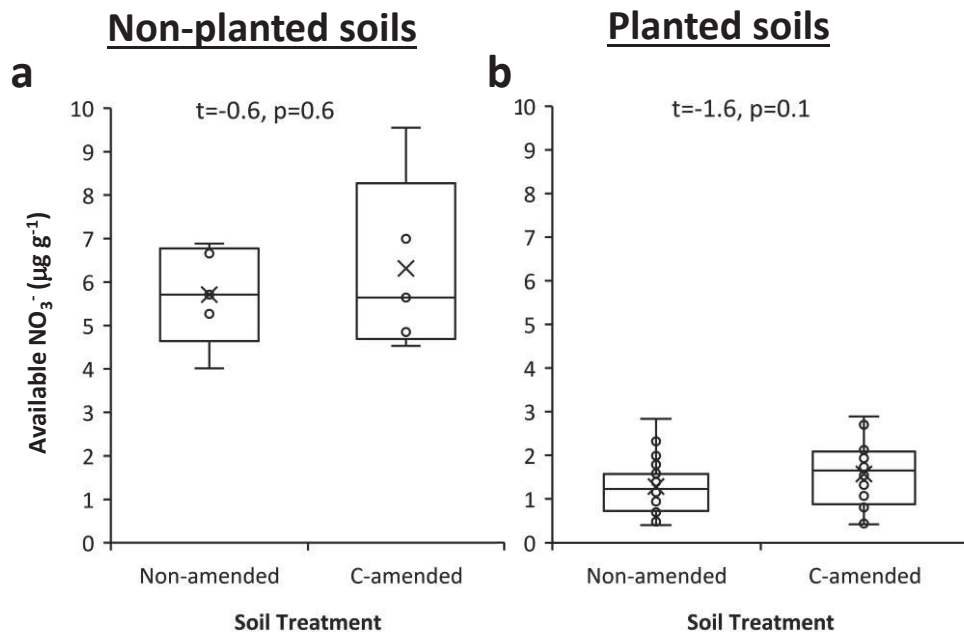 Non-planted soils
Planted soils
a
b
t=-0.6, p=0.6
t=-1.6, p=0.1
Available NO₃⁻ (µg g⁻¹)
10
9
8
7
6
5
4
3
2
1
0
Non-amended
C-amended
Soil Treatment
10
9
8
7
6
5
4
3
2
1
0
Non-amended
C-amended
Soil Treatment